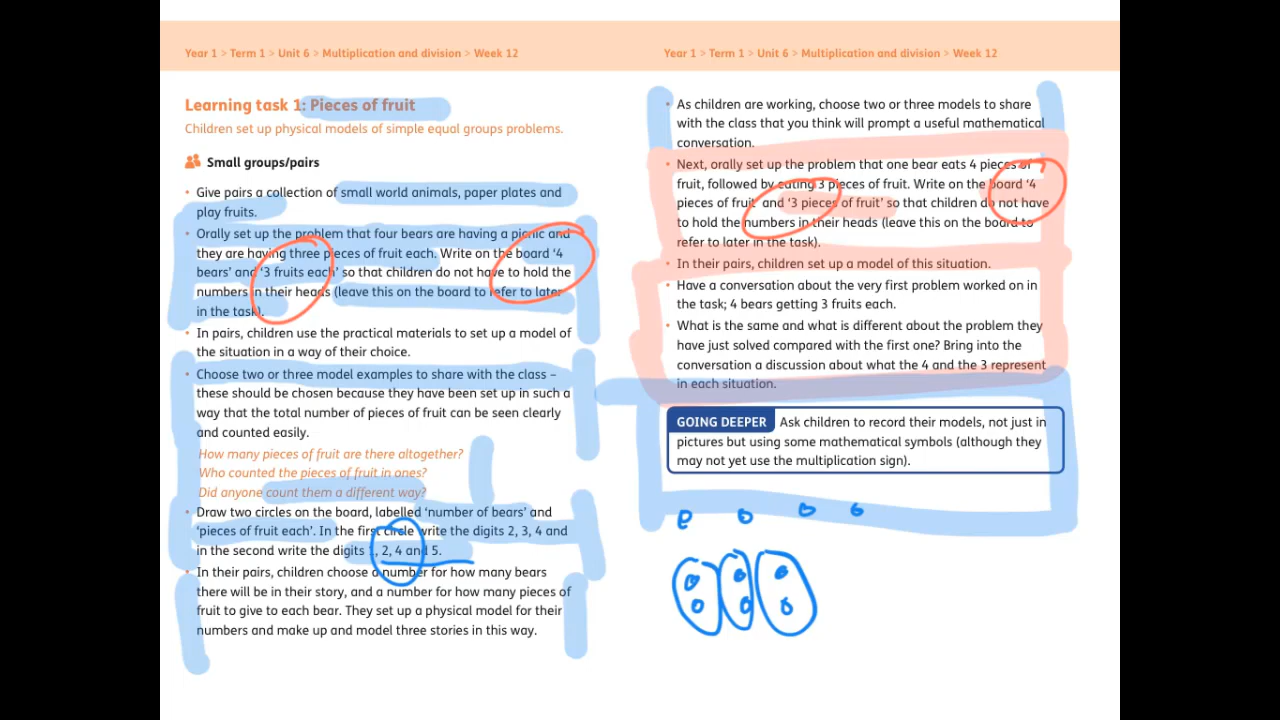 Year 1 > Term 1 > Unit 6 > Multiplication and division > Week 12
Learning task 1: Pieces of fruit
Children set up physical models of simple equal groups problems.
Small groups/pairs
• Give pairs a collection of small world animals, paper plates and
play fruits.
• Orally set up the problem that four bears are having a picnic and
they are having three pieces of fruit each. Write on the board ‘4
bears’ and ‘3 fruits each’ so that children do not have to hold the
numbers in their heads (leave this on the board to refer to later
in the task).
• In pairs, children use the practical materials to set up a model of
the situation in a way of their choice.
• Choose two or three model examples to share with the class –
these should be chosen because they have been set up in such a
way that the total number of pieces of fruit can be seen clearly
and counted easily.
How many pieces of fruit are there altogether?
Who counted the pieces of fruit in ones?
Did anyone count them a different way?
• Draw two circles on the board, labelled ‘number of bears’ and
‘pieces of fruit each’. In the first circle write the digits 2, 3, 4 and
in the second write the digits 1, 2, 4 and 5.
• In their pairs, children choose a number for how many bears
there will be in their story, and a number for how many pieces of
fruit to give to each bear. They set up a physical model for their
numbers and make up and model three stories in this way.
Year 1 > Term 1 > Unit 6 > Multiplication and division > Week 12
• As children are working, choose two or three models to share
with the class that you think will prompt a useful mathematical
conversation.
• Next, orally set up the problem that one bear eats 4 pieces of
fruit, followed by eating 3 pieces of fruit. Write on the board ‘4
pieces of fruit’ and ‘3 pieces of fruit’ so that children do not have
to hold the numbers in their heads (leave this on the board to
refer to later in the task).
• In their pairs, children set up a model of this situation.
• Have a conversation about the very first problem worked on in
the task; 4 bears getting 3 fruits each.
• What is the same and what is different about the problem they
have just solved compared with the first one? Bring into the
conversation a discussion about what the 4 and the 3 represent
in each situation.
GOING DEEPER Ask children to record their models, not just in
pictures but using some mathematical symbols (although they
may not yet use the multiplication sign).